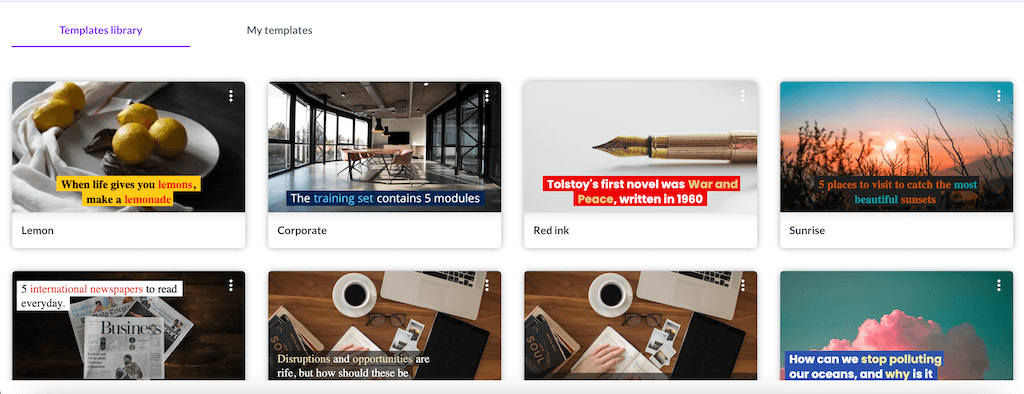 Templates library
My templates
When life gives you lemons,
make a lemonade
The training set contains 5 modules
Tolstoy's first novel was War and
Peace, written in 1960
5 places to visit to catch the most
beautiful sunsets
Lemon
Corporate
Red ink
Sunrise
5 international newspapers to read
everyday.
Business
Disruptions and opportunities are
rife, but how should these be
SOUL
How can we stop polluting
our oceans, and why is it